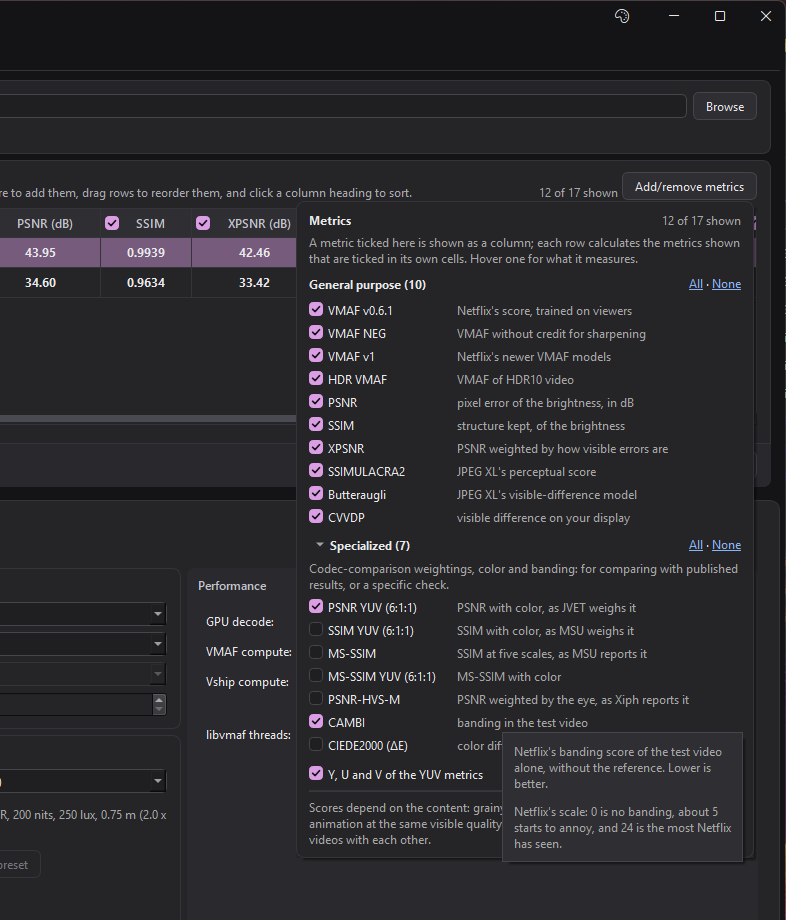 Browse
re to add them, drag rows to reorder them, and click a column heading to sort.
12 of 17 shown
Add/remove metrics
PSNR (dB)
SSIM
XPSNR (dB)
43.95
0.9939
42.46
34.60
0.9634
33.42
Metrics
12 of 17 shown
A metric ticked here is shown as a column; each row calculates the metrics shown
that are ticked in its own cells. Hover one for what it measures.
General purpose (10)
All · None
VMAF v0.6.1
Netflix's score, trained on viewers
VMAF NEG
VMAF without credit for sharpening
VMAF v1
Netflix's newer VMAF models
HDR VMAF
VMAF of HDR10 video
PSNR
pixel error of the brightness, in dB
SSIM
structure kept, of the brightness
XPSNR
PSNR weighted by how visible errors are
SSIMULACRA2
JPEG XL's perceptual score
Butteraugli
JPEG XL's visible-difference model
CVVDP
visible difference on your display
Specialized (7)
All · None
Codec-comparison weightings, color and banding: for comparing with published
results, or a specific check.
PSNR YUV (6:1:1)
PSNR with color, as JVET weighs it
SSIM YUV (6:1:1)
SSIM with color, as MSU weighs it
MS-SSIM
SSIM at five scales, as MSU reports it
MS-SSIM YUV (6:1:1)
MS-SSIM with color
PSNR-HVS-M
PSNR weighted by the eye, as Xiph reports it
CAMBI
banding in the test video
CIEDE2000 (ΔE)
color dif
Y, U and V of the YUV metrics
Scores depend on the content: grainy
animation at the same visible quality
videos with each other.
Netflix's banding score of the test video
alone, without the reference. Lower is
better.
Netflix's scale: 0 is no banding, about 5
starts to annoy, and 24 is the most Netflix
has seen.
Performance
GPU decode:
VMAF compute:
Vship compute:
libvmaf threads:
)
R, 200 nits, 250 lux, 0.75 m (2.0 x
reset